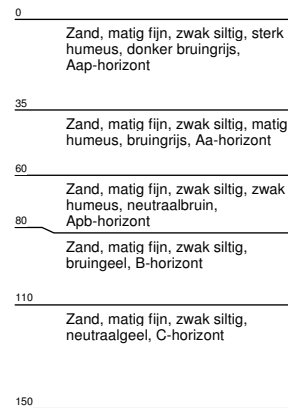 0
Zand, matig fijn, zwak siltig, sterk
humeus, donker bruingrijs,
Aap-horizont
35
Zand, matig fijn, zwak siltig, matig
humeus, bruingrijs, Aa-horizont
60
Zand, matig fijn, zwak siltig, zwak
humeus, neutraalbruin,
Apb-horizont
80
Zand, matig fijn, zwak siltig,
bruingeel, B-horizont
110
Zand, matig fijn, zwak siltig,
neutraalgeel, C-horizont
150